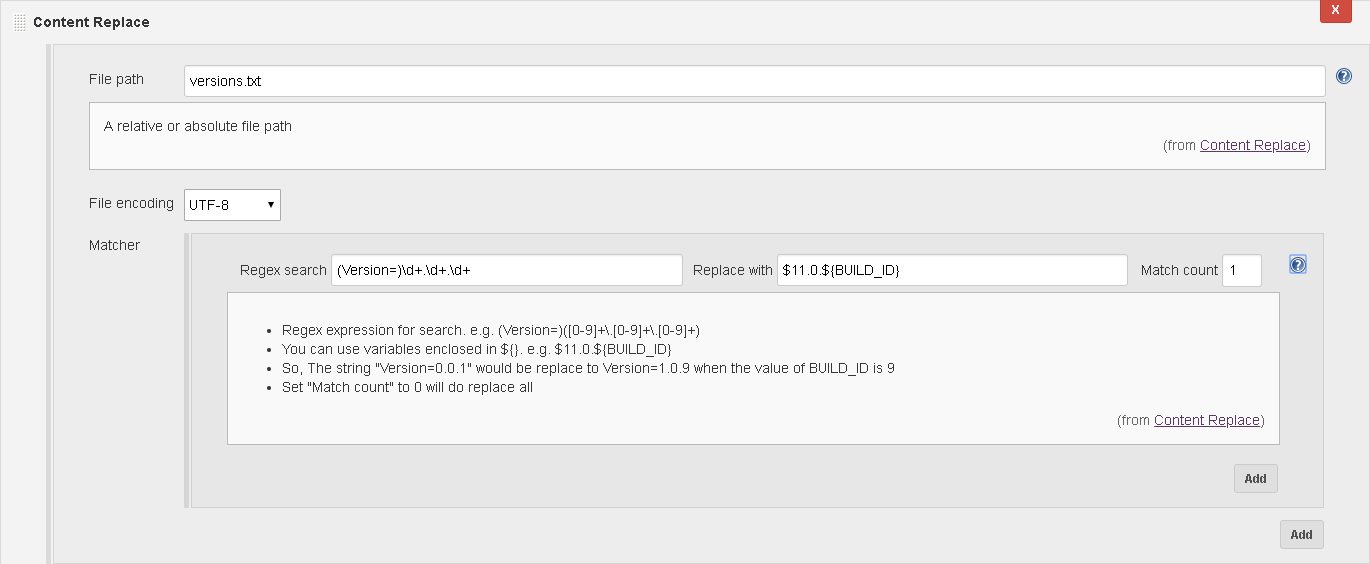 Content Replace
X
File path
versions.txt
?
A relative or absolute file path
(from Content Replace)
File encoding
UTF-8
Matcher
Regex search (Version=)\d+.\d+.\d+ Replace with $11.0.${BUILD_ID} Match count 1 ?
• Regex expression for search. e.g. (Version=)([0-9]+\.[0-9]+\.[0-9]+)
• You can use variables enclosed in ${}. e.g. $11.0.${BUILD_ID}
• So, The string "Version=0.0.1" would be replace to Version=1.0.9 when the value of BUILD_ID is 9
• Set "Match count" to 0 will do replace all
(from Content Replace)
Add
Add